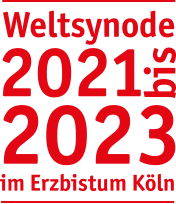 Weltsynode
2021 bis
2023
im Erzbistum Köln